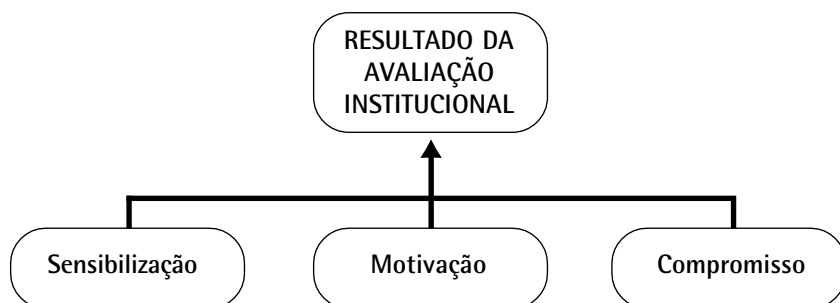 RESULTADO DA
AVALIAÇÃO
INSTITUCIONAL
Sensibilização
Motivação
Compromisso